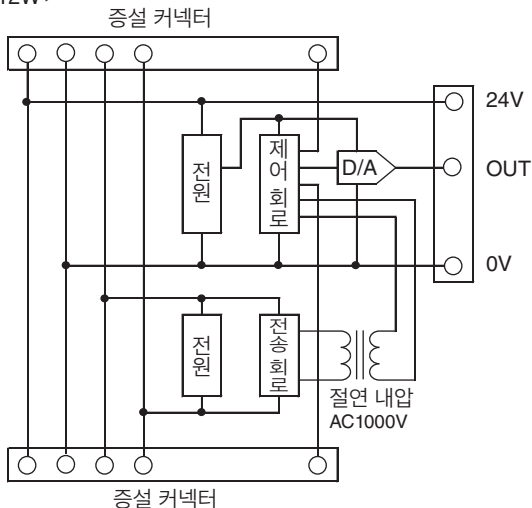 증설 커넥터
24V
전원
제어 회로
D/A
OUT
0V
전원
전송 회로
절연 내압
AC1000V
증설 커넥터